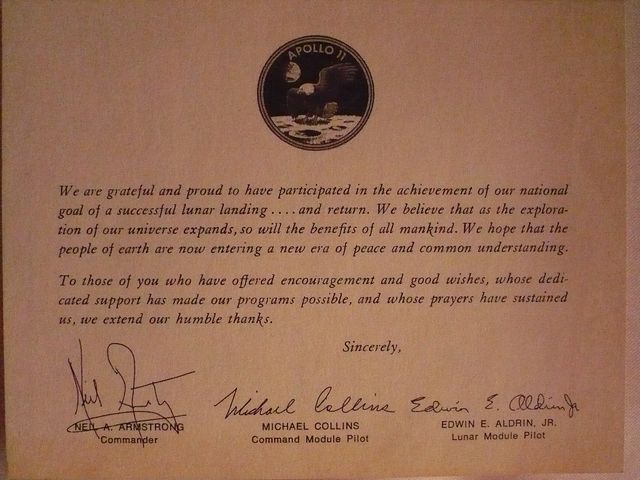 APOLLO 11
We are grateful and proud to have participated in the achievement of our national
goal of a successful lunar landing . . . . and return. We believe that as the explora-
tion of our universe expands, so will the benefits of all mankind. We hope that the
people of earth are now entering a new era of peace and common understanding.
To those of you who have offered encouragement and good wishes, whose dedi-
cated support has made our programs possible, and whose prayers have sustained
us, we extend our humble thanks.
Sincerely,
Neil Armstrong
Michael Collins
Edwin E. Aldrin Jr
NEIL A. ARMSTRONG
Commander
MICHAEL COLLINS
Command Module Pilot
EDWIN E. ALDRIN, JR.
Lunar Module Pilot